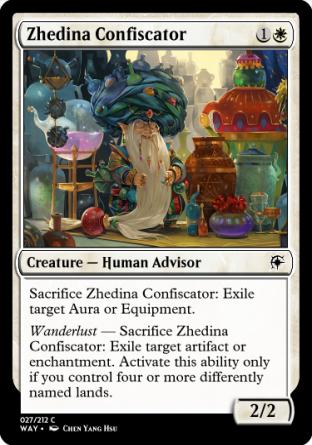 Zhedina Confiscator 1
Creature — Human Advisor
Sacrifice Zhedina Confiscator: Exile
target Aura or Equipment.
Wanderlust — Sacrifice Zhedina
Confiscator: Exile target artifact or
enchantment. Activate this ability only
if you control four or more differently
named lands.
2/2
027/212 C
WAY • Chen Yang Hsu